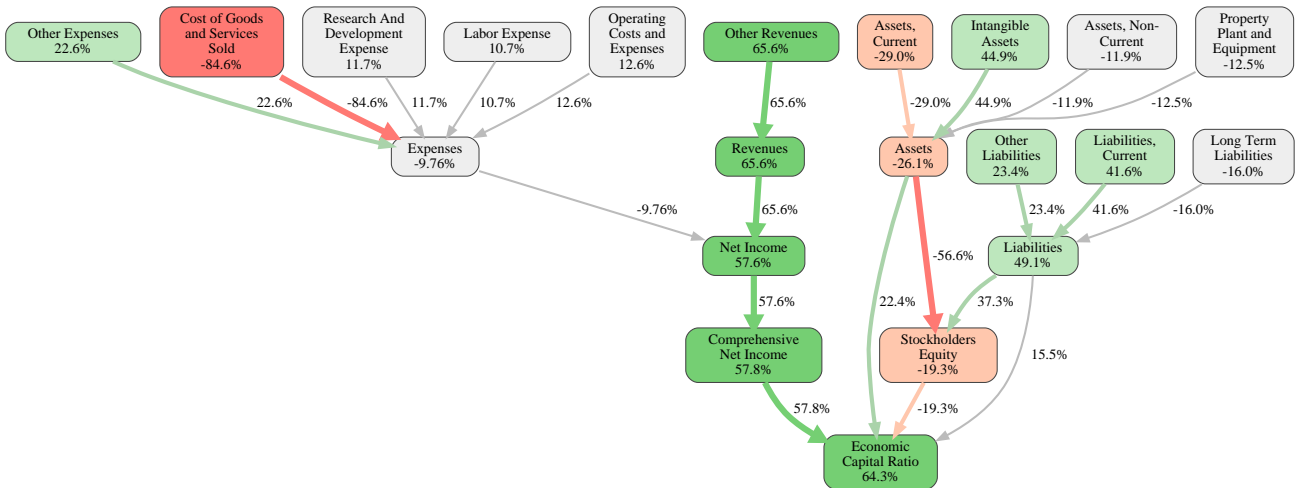 Other Expenses
22.6%
Cost of Goods
and Services
Sold
-84.6%
Research And
Development
Expense
11.7%
Labor Expense
10.7%
Operating
Costs and
Expenses
12.6%
Other Revenues
65.6%
Assets,
Current
-29.0%
Intangible
Assets
44.9%
Assets, Non-
Current
-11.9%
Property
Plant and
Equipment
-12.5%
22.6%
-84.6%
11.7%
10.7%
12.6%
65.6%
-29.0%
44.9%
-11.9%
-12.5%
Expenses
-9.76%
Revenues
65.6%
Assets
-26.1%
Other
Liabilities
23.4%
Liabilities,
Current
41.6%
Long Term
Liabilities
-16.0%
-9.76%
65.6%
23.4%
41.6%
-16.0%
Net Income
57.6%
-56.6%
Liabilities
49.1%
57.6%
22.4%
37.3%
Comprehensive
Net Income
57.8%
Stockholders
Equity
-19.3%
15.5%
57.8%
-19.3%
Economic
Capital Ratio
64.3%